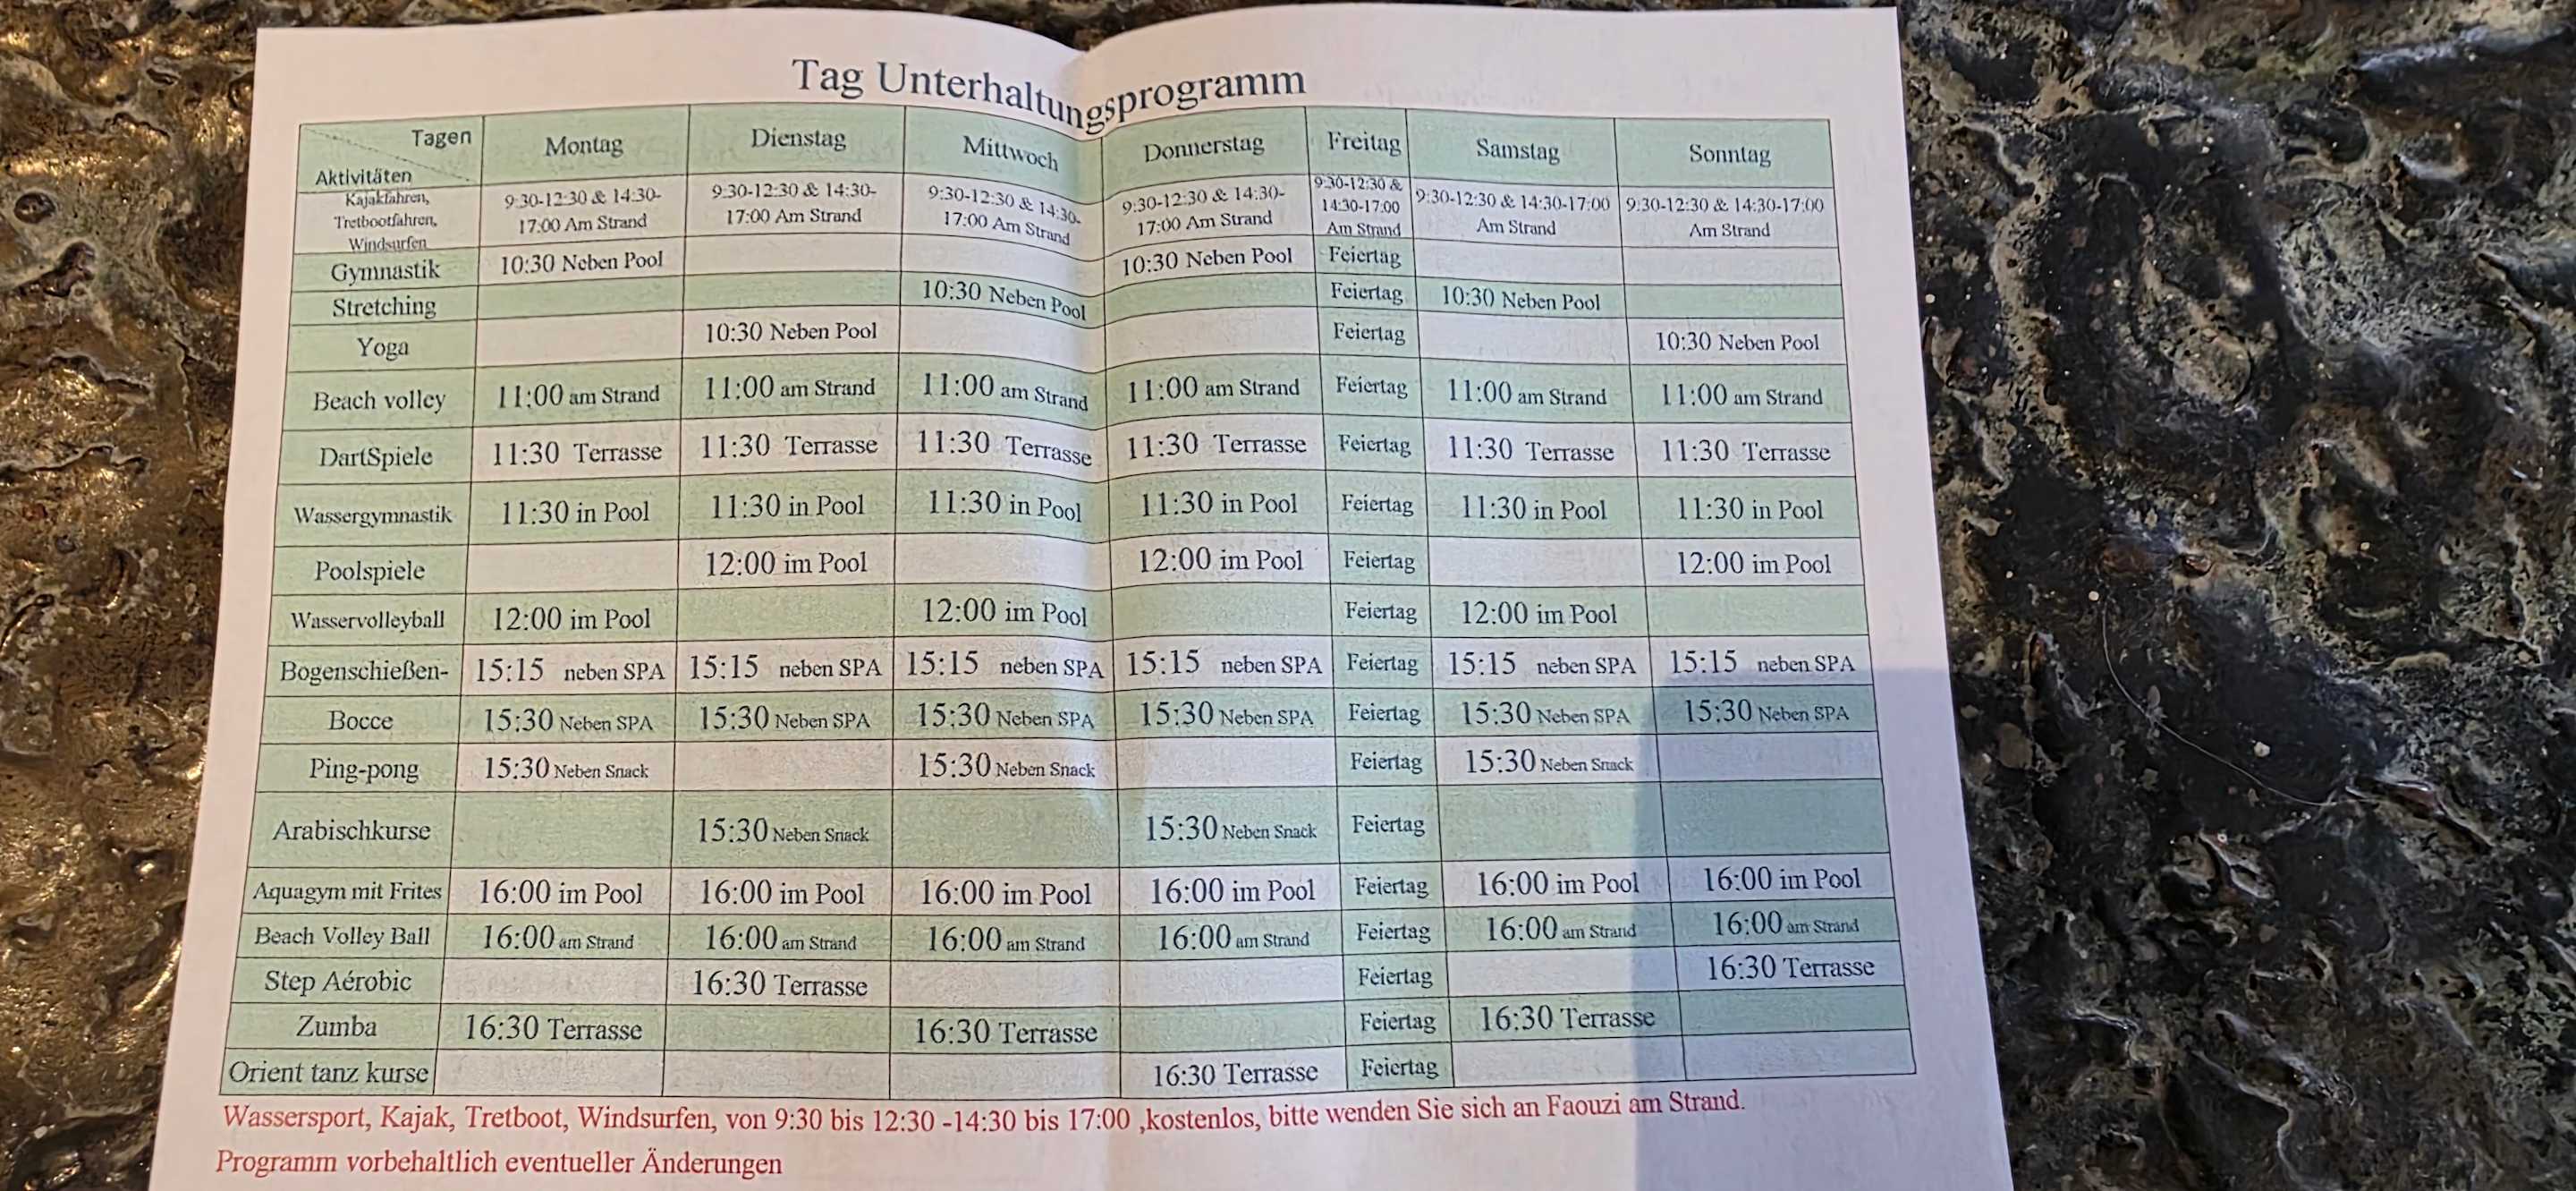 Tag Unterhaltungsprogramm
Tagen Montag Dienstag Mittwoch Donnerstag Freitag Samstag Sonntag
Aktivitäten
Kajakfahren, Tretbootfahren, Windsurfen 9:30-12:30 & 14:30-17:00 Am Strand 9:30-12:30 & 14:30-17:00 Am Strand 9:30-12:30 & 14:30-17:00 Am Strand 9:30-12:30 & 14:30-17:00 Am Strand 9:30-12:30 & 14:30-17:00 Am Strand 9:30-12:30 & 14:30-17:00 Am Strand 9:30-12:30 & 14:30-17:00 Am Strand
Gymnastik 10:30 Neben Pool 10:30 Neben Pool Feiertag
Stretching 10:30 Neben Pool Feiertag 10:30 Neben Pool
Yoga 10:30 Neben Pool Feiertag 10:30 Neben Pool
Beach volley 11:00 am Strand 11:00 am Strand 11:00 am Strand 11:00 am Strand Feiertag 11:00 am Strand 11:00 am Strand
DartSpiele 11:30 Terrasse 11:30 Terrasse 11:30 Terrasse 11:30 Terrasse Feiertag 11:30 Terrasse 11:30 Terrasse
Wassergymnastik 11:30 in Pool 11:30 in Pool 11:30 in Pool 11:30 in Pool Feiertag 11:30 in Pool 11:30 in Pool
Poolspiele 12:00 im Pool 12:00 im Pool Feiertag 12:00 im Pool
Wasservolleyball 12:00 im Pool 12:00 im Pool Feiertag 12:00 im Pool
Bogenschießen- 15:15 neben SPA 15:15 neben SPA 15:15 neben SPA 15:15 neben SPA Feiertag 15:15 neben SPA 15:15 neben SPA
Bocce 15:30 Neben SPA 15:30 Neben SPA 15:30 Neben SPA 15:30 Neben SPA Feiertag 15:30 Neben SPA 15:30 Neben SPA
Ping-pong 15:30 Neben Snack 15:30 Neben Snack Feiertag 15:30 Neben Snack
Arabischkurse 15:30 Neben Snack 15:30 Neben Snack Feiertag
Aquagym mit Frites 16:00 im Pool 16:00 im Pool 16:00 im Pool 16:00 im Pool Feiertag 16:00 im Pool 16:00 im Pool
Beach Volley Ball 16:00 am Strand 16:00 am Strand 16:00 am Strand 16:00 am Strand Feiertag 16:00 am Strand 16:00 am Strand
Step Aérobic 16:30 Terrasse Feiertag 16:30 Terrasse
Zumba 16:30 Terrasse 16:30 Terrasse Feiertag 16:30 Terrasse
Orient tanz kurse 16:30 Terrasse Feiertag
Wassersport, Kajak, Tretboot, Windsurfen, von 9:30 bis 12:30 -14:30 bis 17:00 ,kostenlos, bitte wenden Sie sich an Faouzi am Strand.
Programm vorbehaltlich eventueller Änderungen